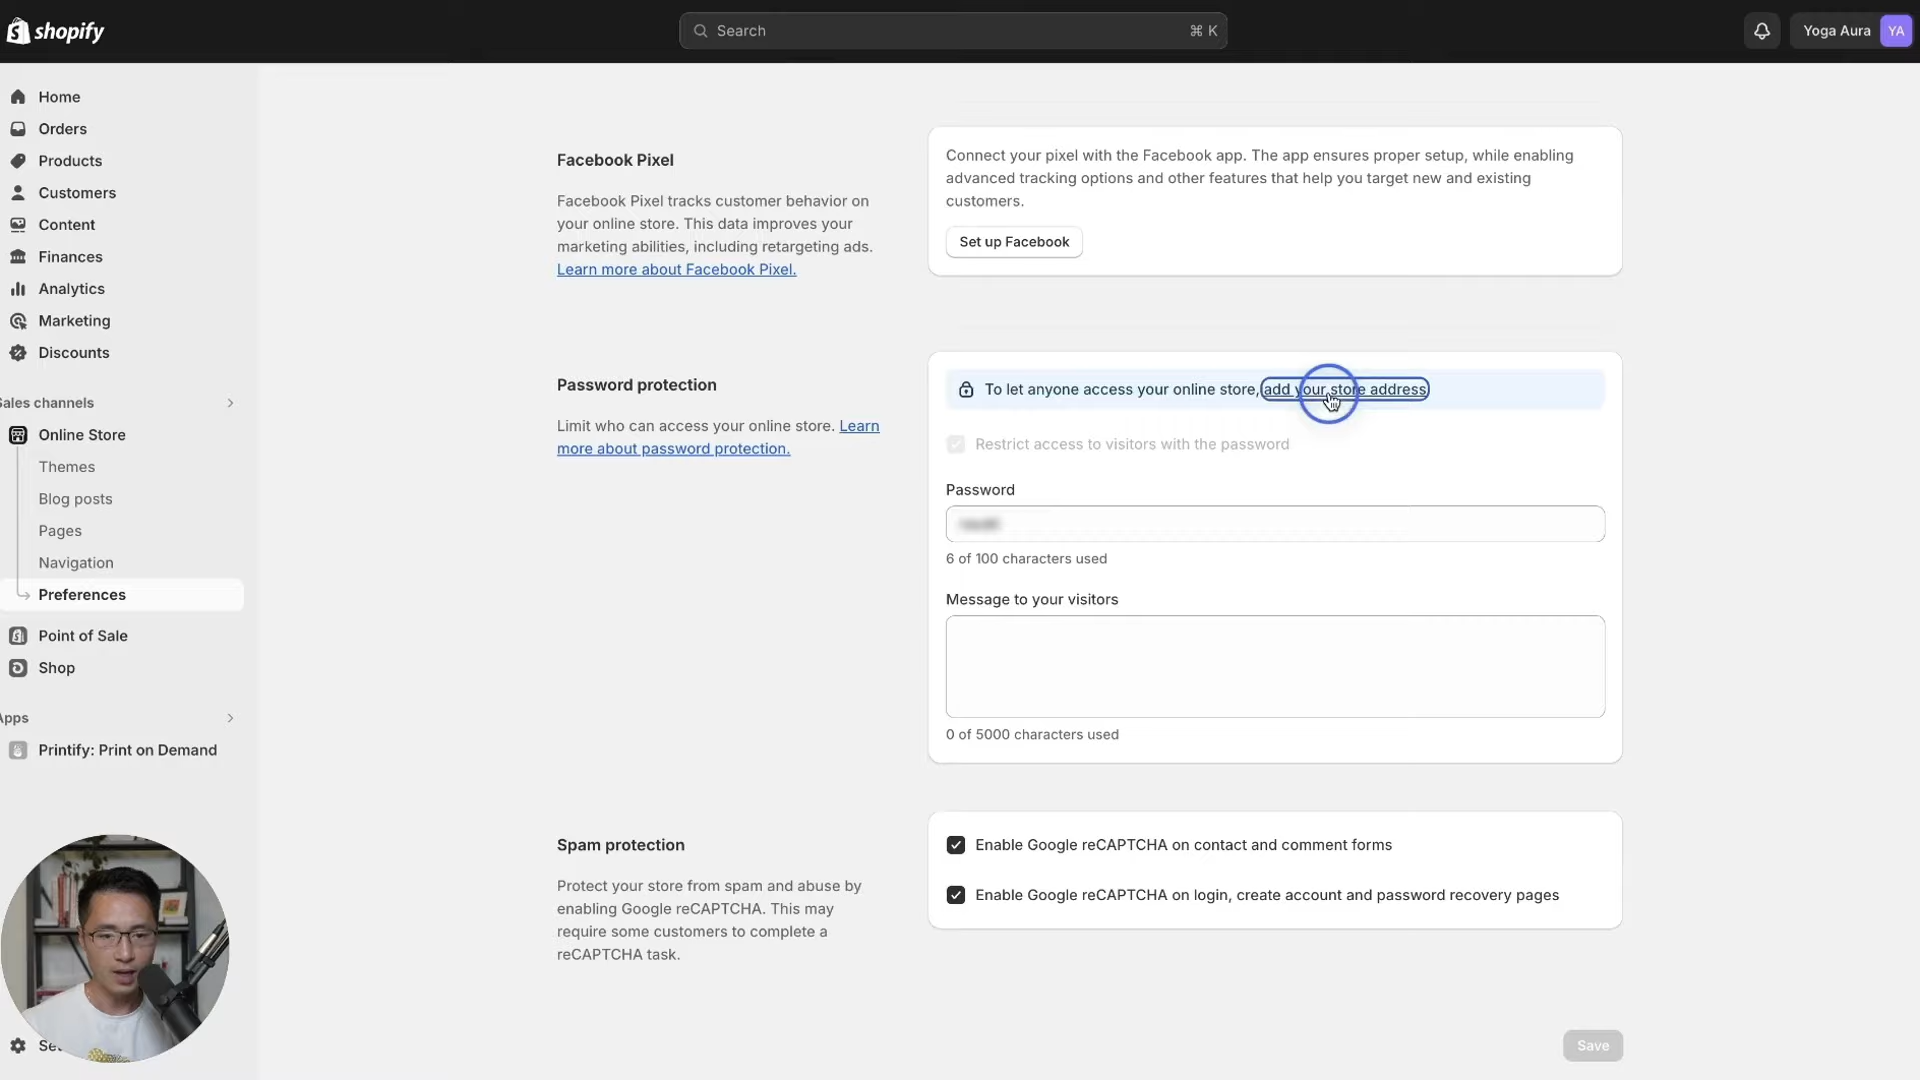 shopify
Search
⌘ K
Yoga Aura
YA
Home
Orders
Products
Customers
Content
Finances
Analytics
Marketing
Discounts
ales channels
Online Store
Themes
Blog posts
Pages
Navigation
Preferences
Point of Sale
Shop
Apps
Printify: Print on Demand
Facebook Pixel
Facebook Pixel tracks customer behavior on
your online store. This data improves your
marketing abilities, including retargeting ads.
Learn more about Facebook Pixel.
Connect your pixel with the Facebook app. The app ensures proper setup, while enabling
advanced tracking options and other features that help you target new and existing
customers.
Set up Facebook
Password protection
Limit who can access your online store. Learn
more about password protection.
To let anyone access your online store, add your store address
Restrict access to visitors with the password
Password
6 of 100 characters used
Message to your visitors
0 of 5000 characters used
Spam protection
Protect your store from spam and abuse by
enabling Google reCAPTCHA. This may
require some customers to complete a
reCAPTCHA task.
Enable Google reCAPTCHA on contact and comment forms
Enable Google reCAPTCHA on login, create account and password recovery pages
Save